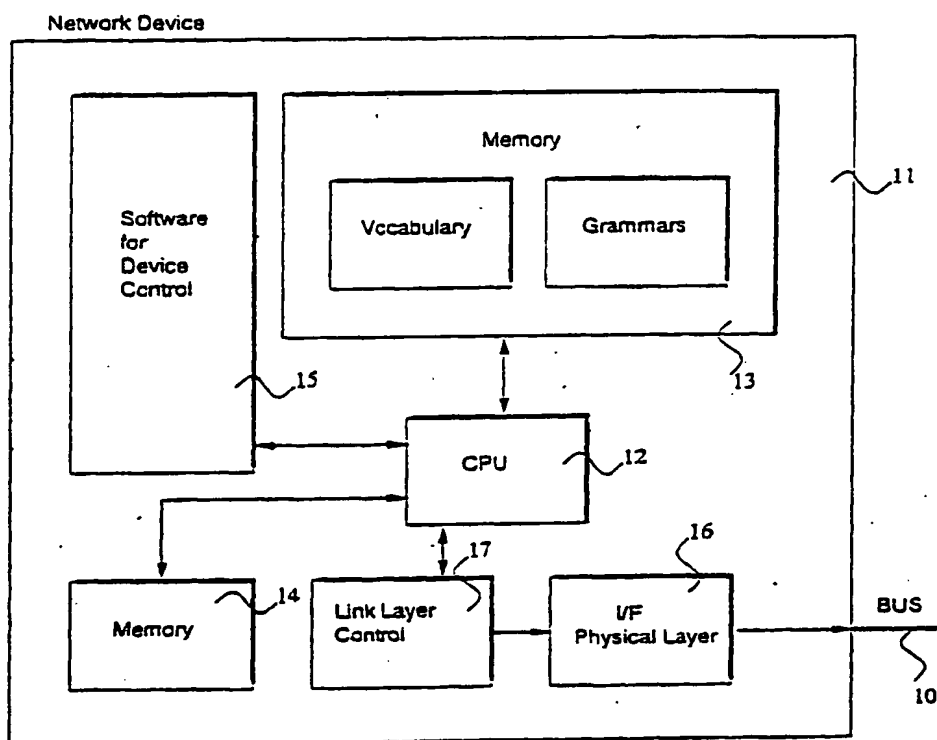 Network Device
Memory
11
Vocabulary
Grammars
Software
for
Device
Control
13
15
CPU
12
17
16
14
Memory
Link Layer
Control
I/F
Physical Layer
BUS
10